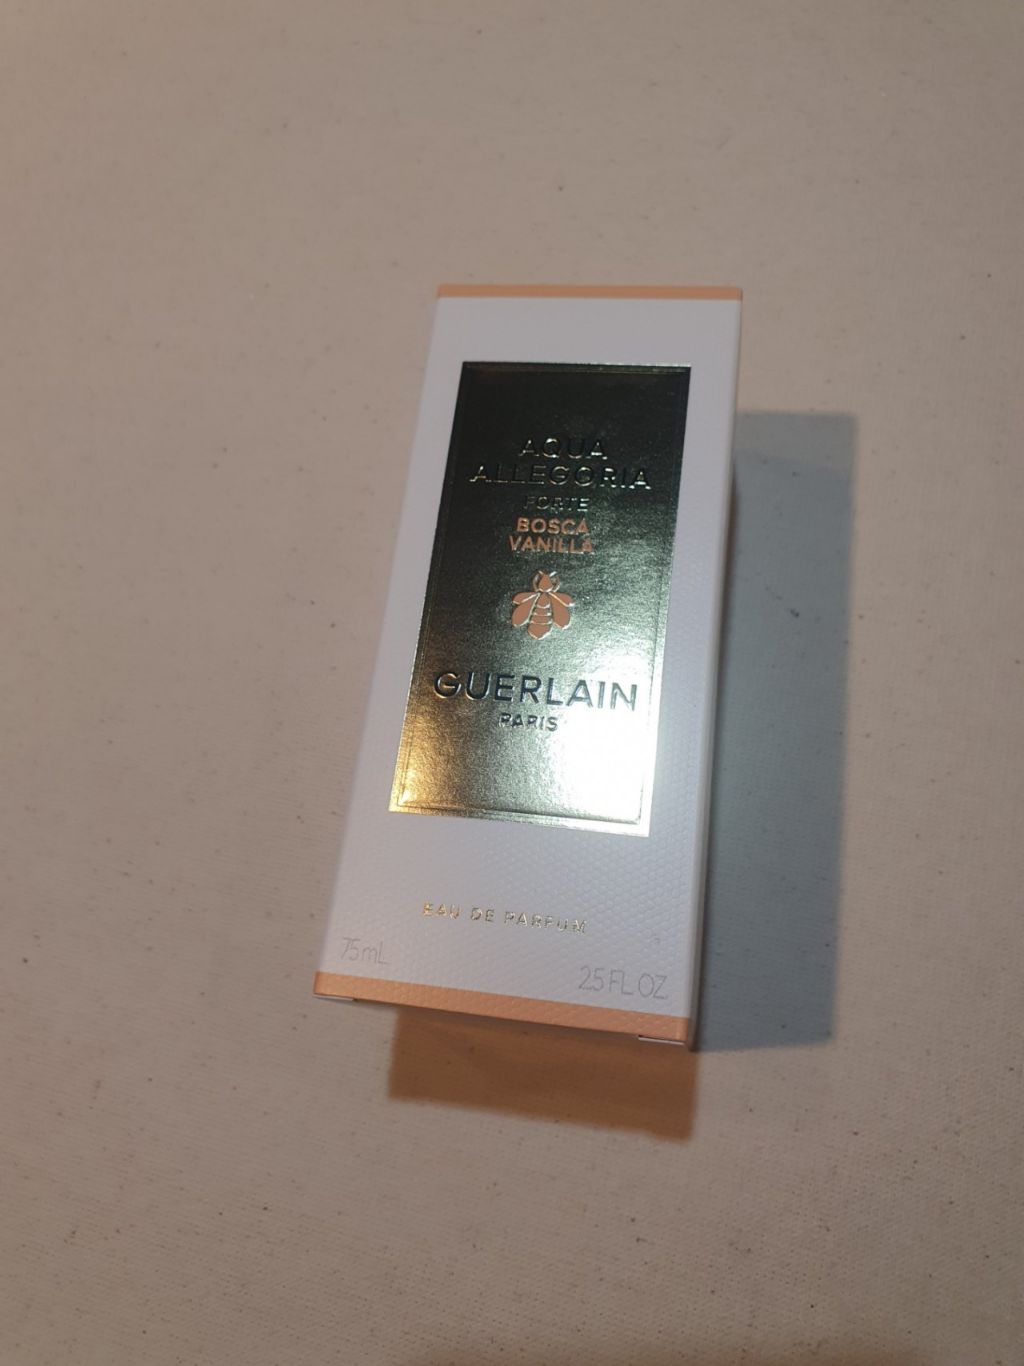 AQUA
ALLEGORIA
FORTE
BOSCA
VANILLA
GUERLAIN
PARIS
EAU DE PARFUM
75mL
2.5 FL OZ